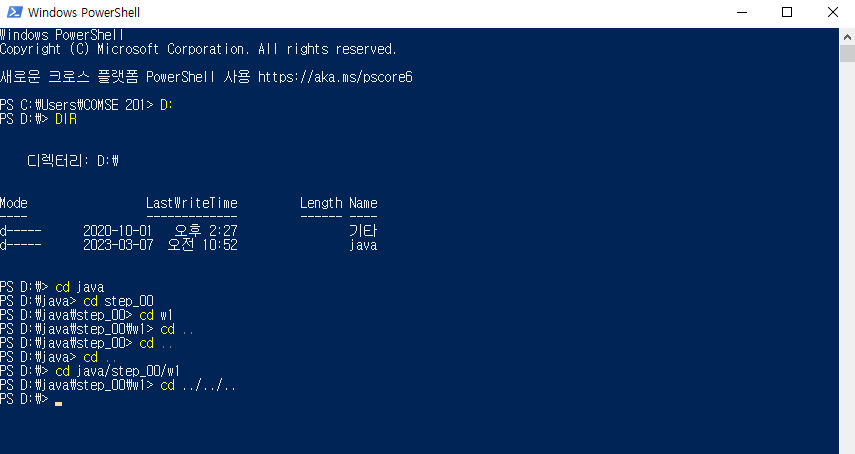 Windows PowerShell
Windows PowerShell
Copyright (C) Microsoft Corporation. All rights reserved.
새로운 크로스 플랫폼 PowerShell 사용 https://aka.ms/pscore6
PS C:₩Users₩COMSE 201> D:
PS D:₩> DIR
디렉터리: D:₩
Mode LastWriteTime Length Name
---- ------------- ------ ----
d----- 2020-10-01 오후 2:27 기타
d----- 2023-03-07 오전 10:52 java
PS D:₩> cd java
PS D:₩java> cd step_00
PS D:₩java₩step_00> cd w1
PS D:₩java₩step_00₩w1> cd ..
PS D:₩java₩step_00> cd ..
PS D:₩java> cd ..
PS D:₩> cd java/step_00/w1
PS D:₩java₩step_00₩w1> cd ../../..
PS D:₩>